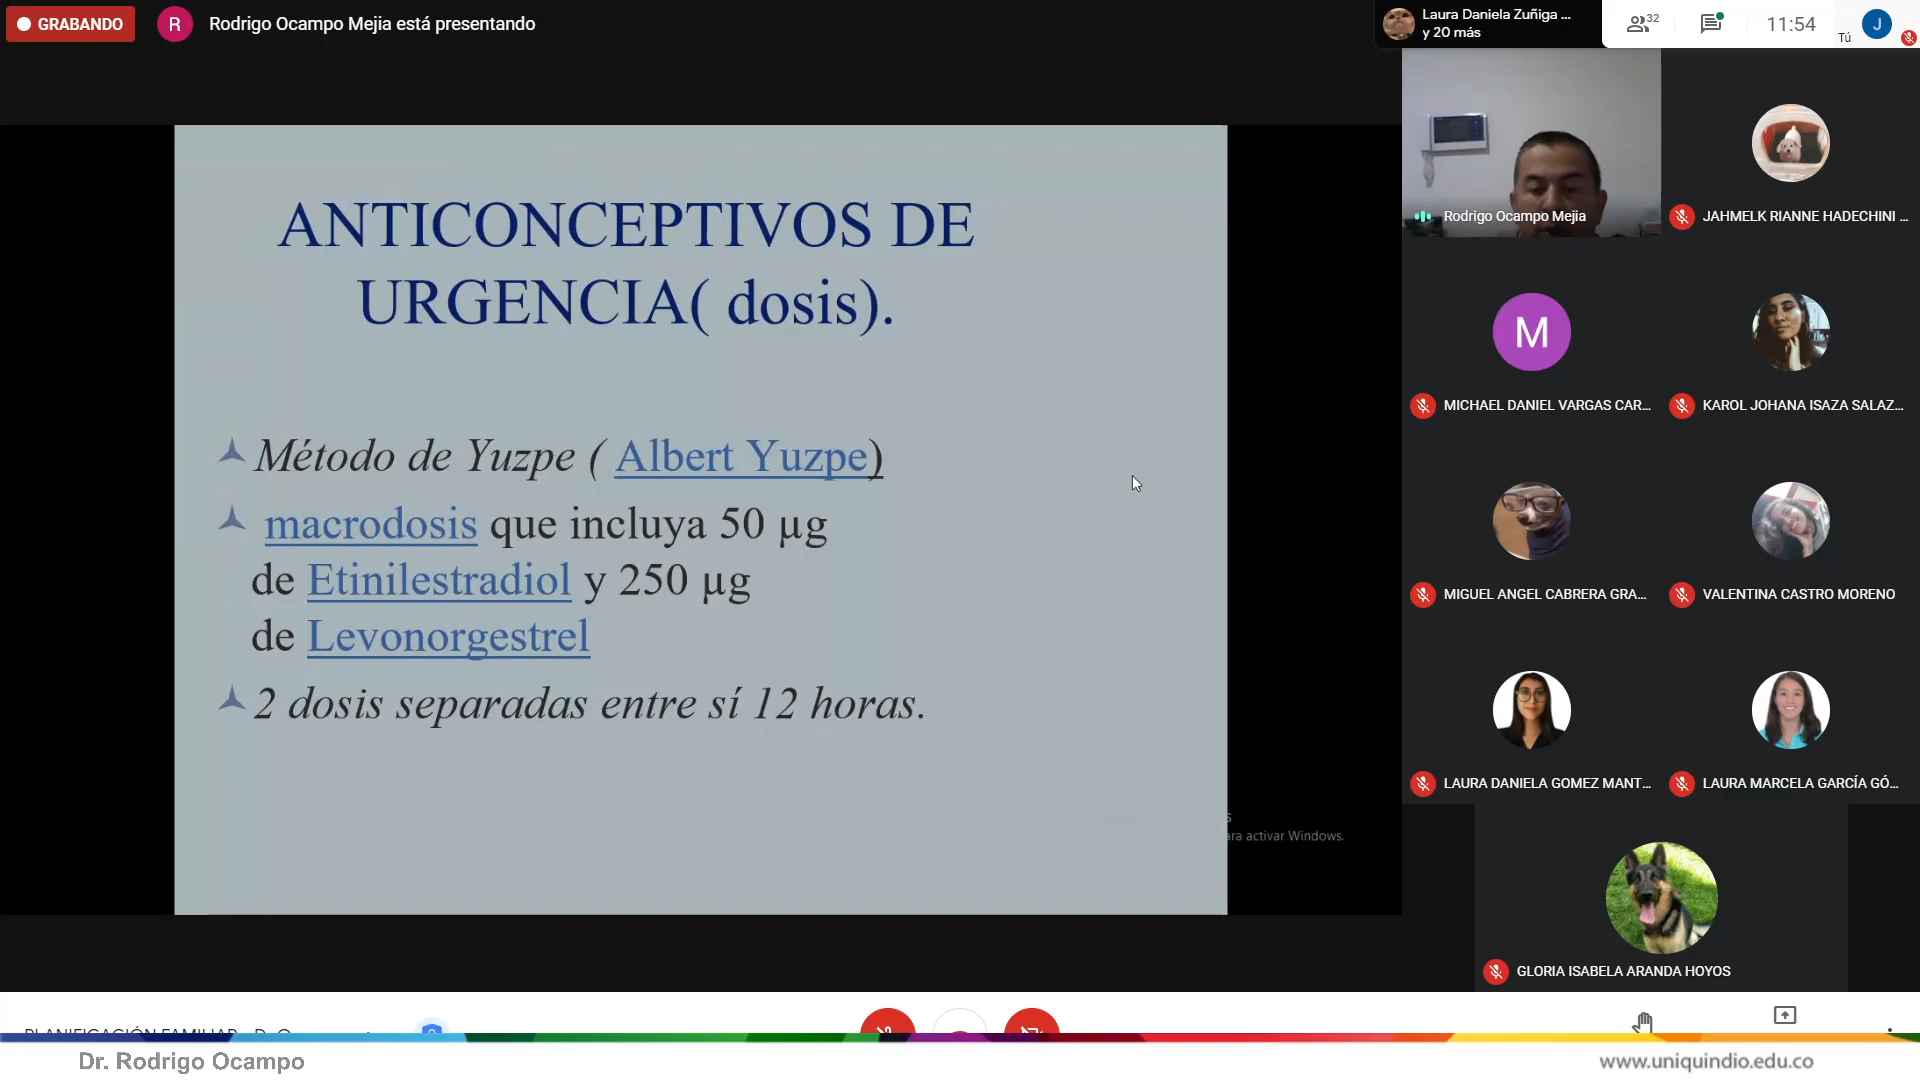 GRABANDO
R
Rodrigo Ocampo Mejia está presentando
Laura Daniela Zuñiga ...
y 20 más
32
11:54
Tú
J
ANTICONCEPTIVOS DE
URGENCIA( dosis).
Método de Yuzpe ( Albert Yuzpe)
macrodosis que incluya 50 µg
de Etinilestradiol y 250 µg
de Levonorgestrel
2 dosis separadas entre sí 12 horas.
activar Windows.
Rodrigo Ocampo Mejia
JAHMELK RIANNE HADECHINI ...
M
MICHAEL DANIEL VARGAS CAR...
KAROL JOHANA ISAZA SALAZ...
MIGUEL ANGEL CABRERA GRA...
VALENTINA CASTRO MORENO
LAURA DANIELA GOMEZ MANT...
LAURA MARCELA GARCÍA GÓ...
GLORIA ISABELA ARANDA HOYOS
PLANIFICACIÓN FAMILIAR
Dr. Rodrigo Ocampo
www.uniquindio.edu.co